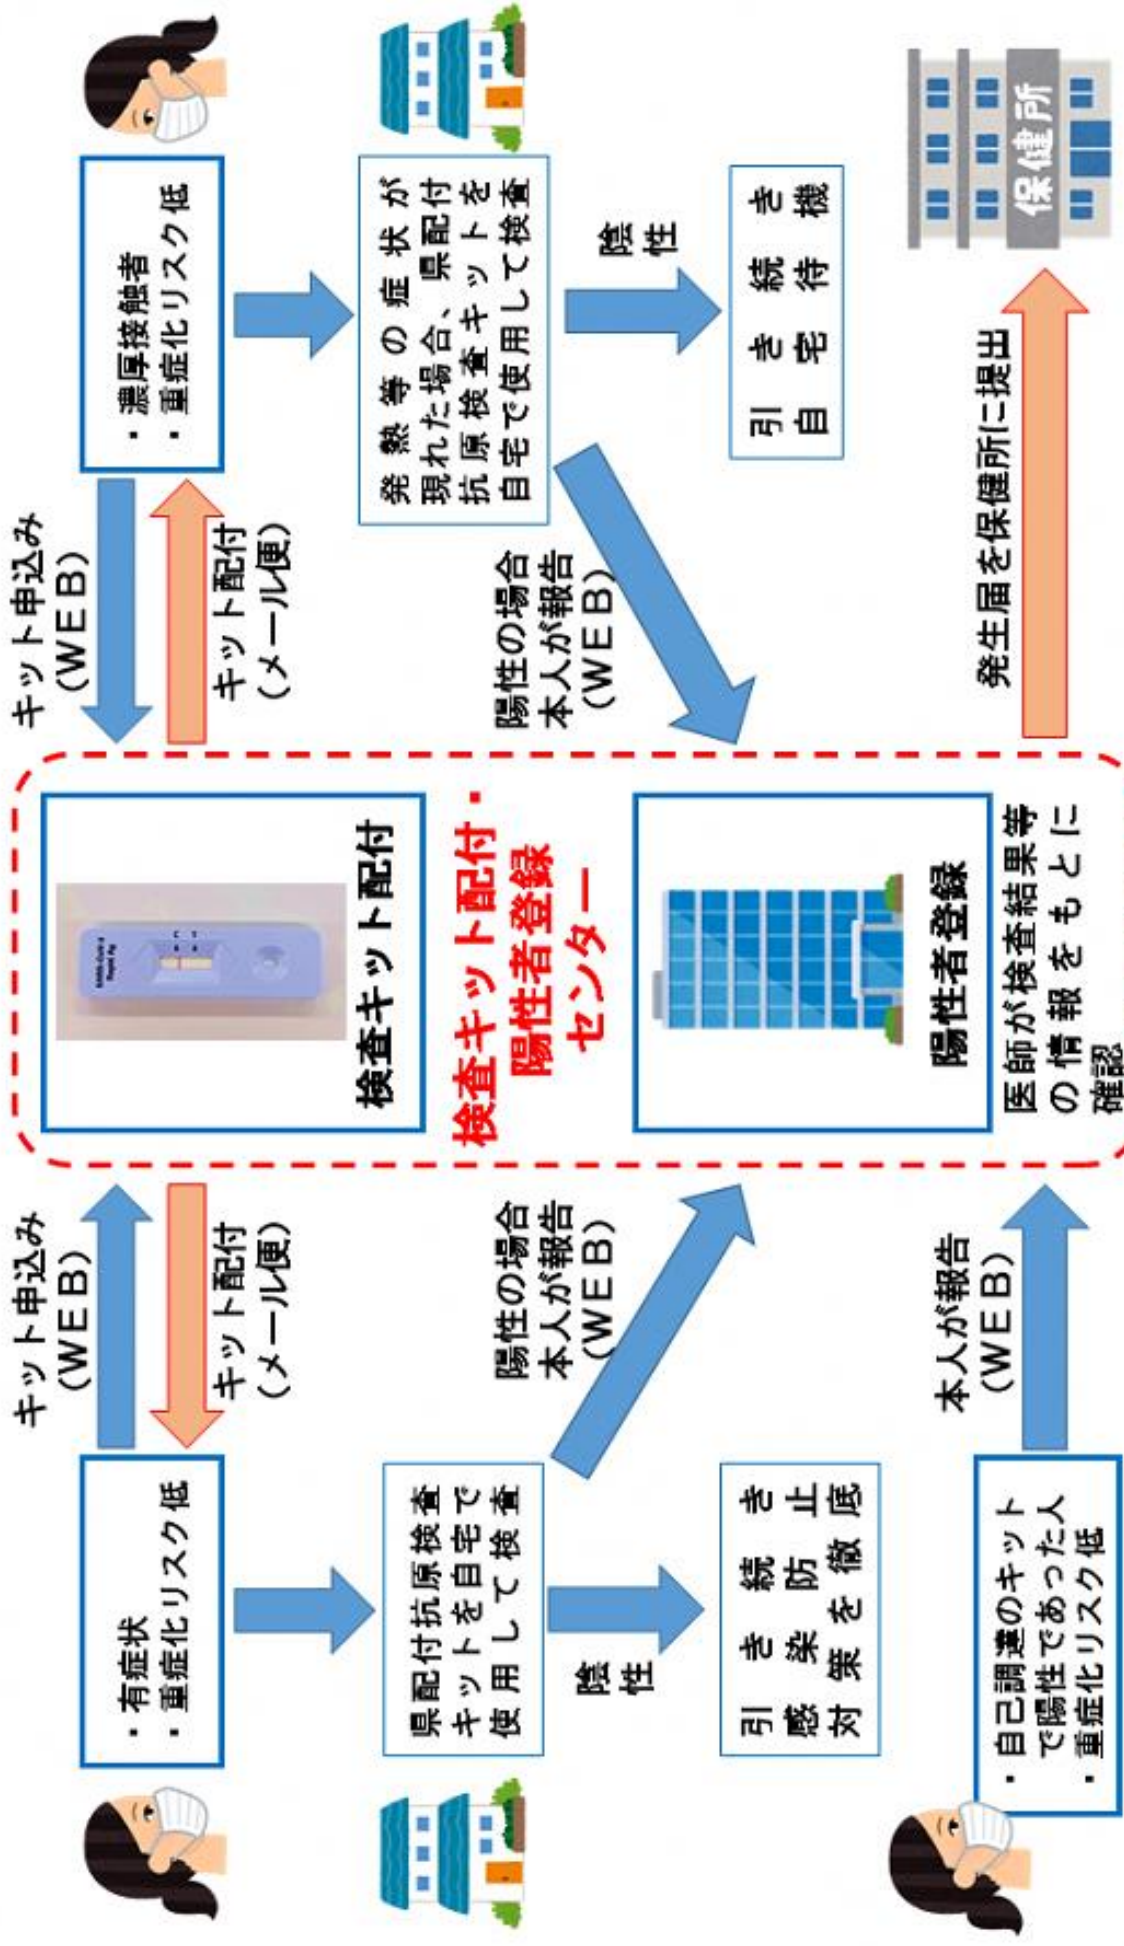 キット申込み
（ＷＥＢ）
キット配付
（メール便）
・有症状
・重症化リスク低
県配付抗原検査
キットを自宅で
使用して検査
陰性
引き続き
感染防止
対策を徹底
陽性の場合
本人が報告
（ＷＥＢ）
・自己調達のキット
で陽性であった人
・重症化リスク低
本人が報告
（ＷＥＢ）
検査キット配付
検査キット配付・
陽性者登録
センター
陽性者登録
医師が検査結果等
の情報をもとに
確認
キット申込み
（ＷＥＢ）
キット配付
（メール便）
・濃厚接触者
・重症化リスク低
発熱等の症状が
現れた場合、県配付
抗原検査キットを
自宅で使用して検査
陽性の場合
本人が報告
（ＷＥＢ）
陰性
引き続き
自宅待機
発生届を保健所に提出
保健所